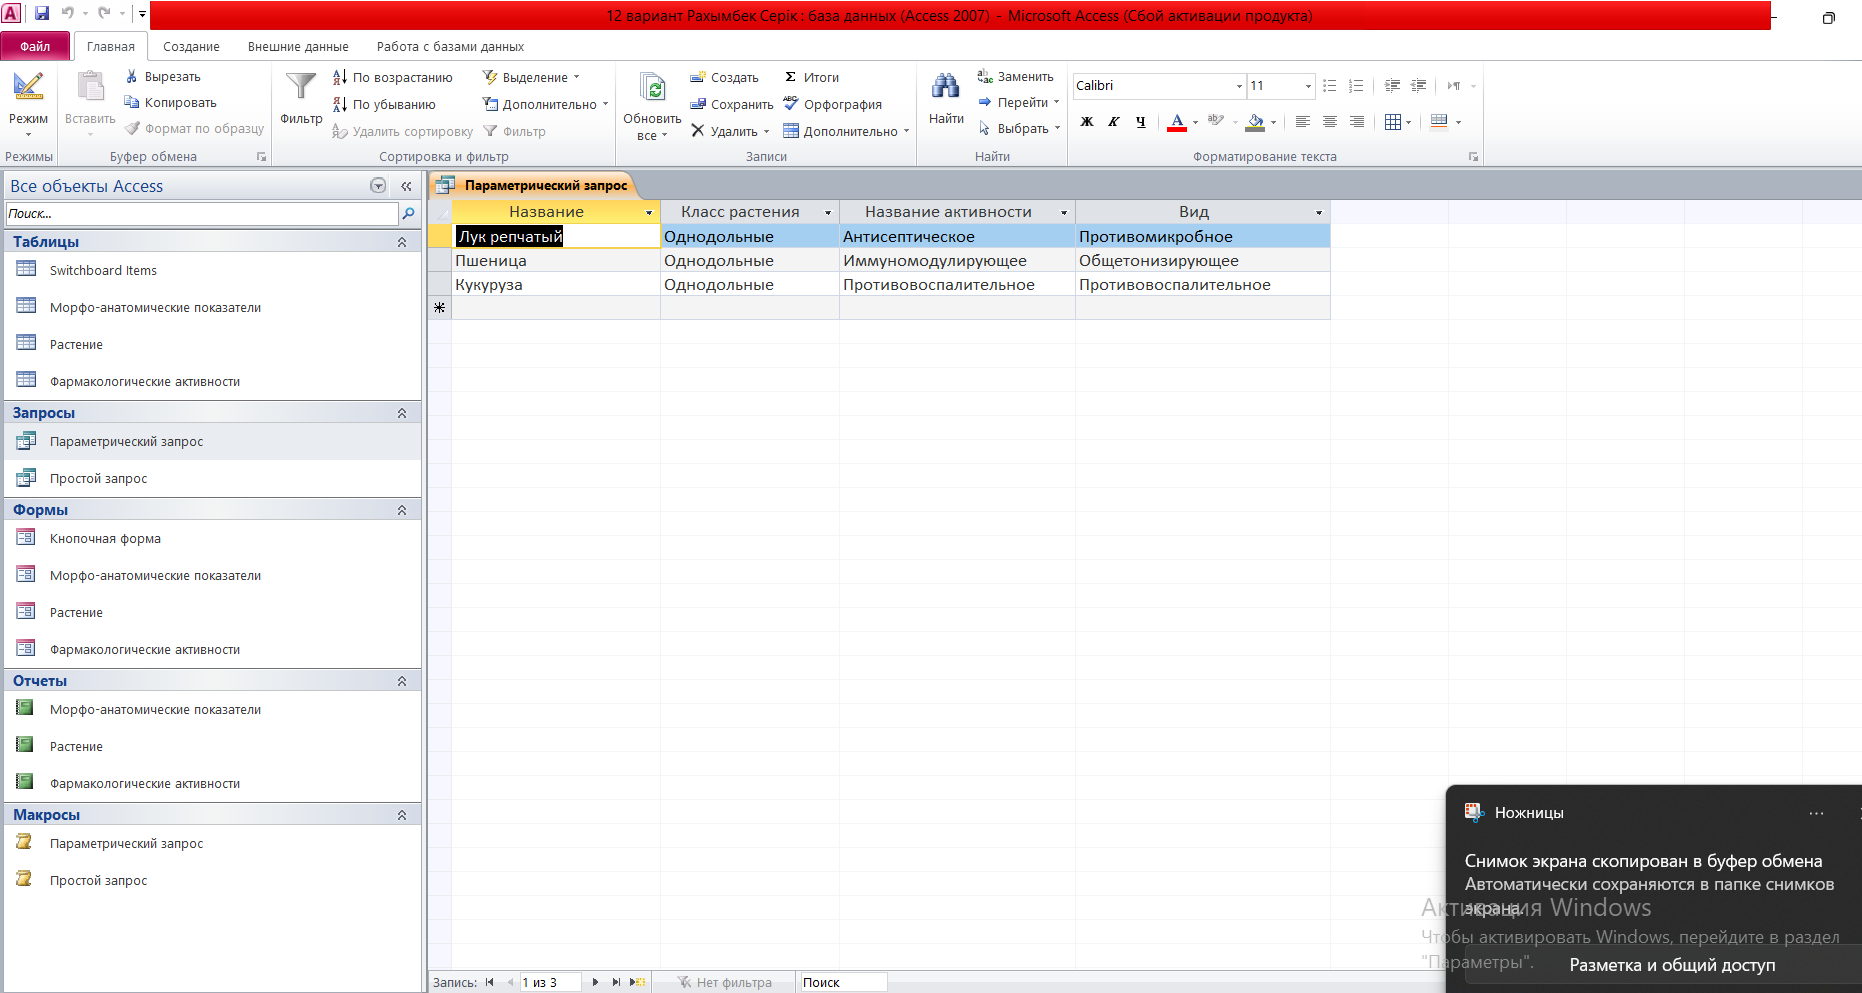 12 вариант Рахымбек Серік : база данных (Access 2007) - Microsoft Access (Сбой активации продукта)
Файл Главная Создание Внешние данные Работа с базами данных
Режим
Режимы
Вставить
Вырезать
Копировать
Формат по образцу
Буфер обмена
Фильтр
По возрастанию
По убыванию
Удалить сортировку
Выделение
Дополнительно
Фильтр
Сортировка и фильтр
Обновить
все
Создать
Сохранить
Удалить
Итоги
Орфография
Дополнительно
Записи
Найти
Заменить
Перейти
Выбрать
Найти
Calibri 11
Ж К Ч
Форматирование текста
Все объекты Access
Поиск...
Таблицы
Switchboard Items
Морфо-анатомические показатели
Растение
Фармакологические активности
Запросы
Параметрический запрос
Простой запрос
Формы
Кнопочная форма
Морфо-анатомические показатели
Растение
Фармакологические активности
Отчеты
Морфо-анатомические показатели
Растение
Фармакологические активности
Макросы
Параметрический запрос
Простой запрос
Параметрический запрос
Название Класс растения Название активности Вид
Лук репчатый Однодольные Антисептическое Противомикробное
Пшеница Однодольные Иммуномодулирующее Общетонизирующее
Кукуруза Однодольные Противовоспалительное Противовоспалительное
Запись: 1 из 3 Нет фильтра Поиск
Ножницы
Снимок экрана скопирован в буфер обмена
Автоматически сохраняются в папке снимков
экрана.
Активация Windows
Чтобы активировать Windows, перейдите в раздел
"Параметры".
Разметка и общий доступ